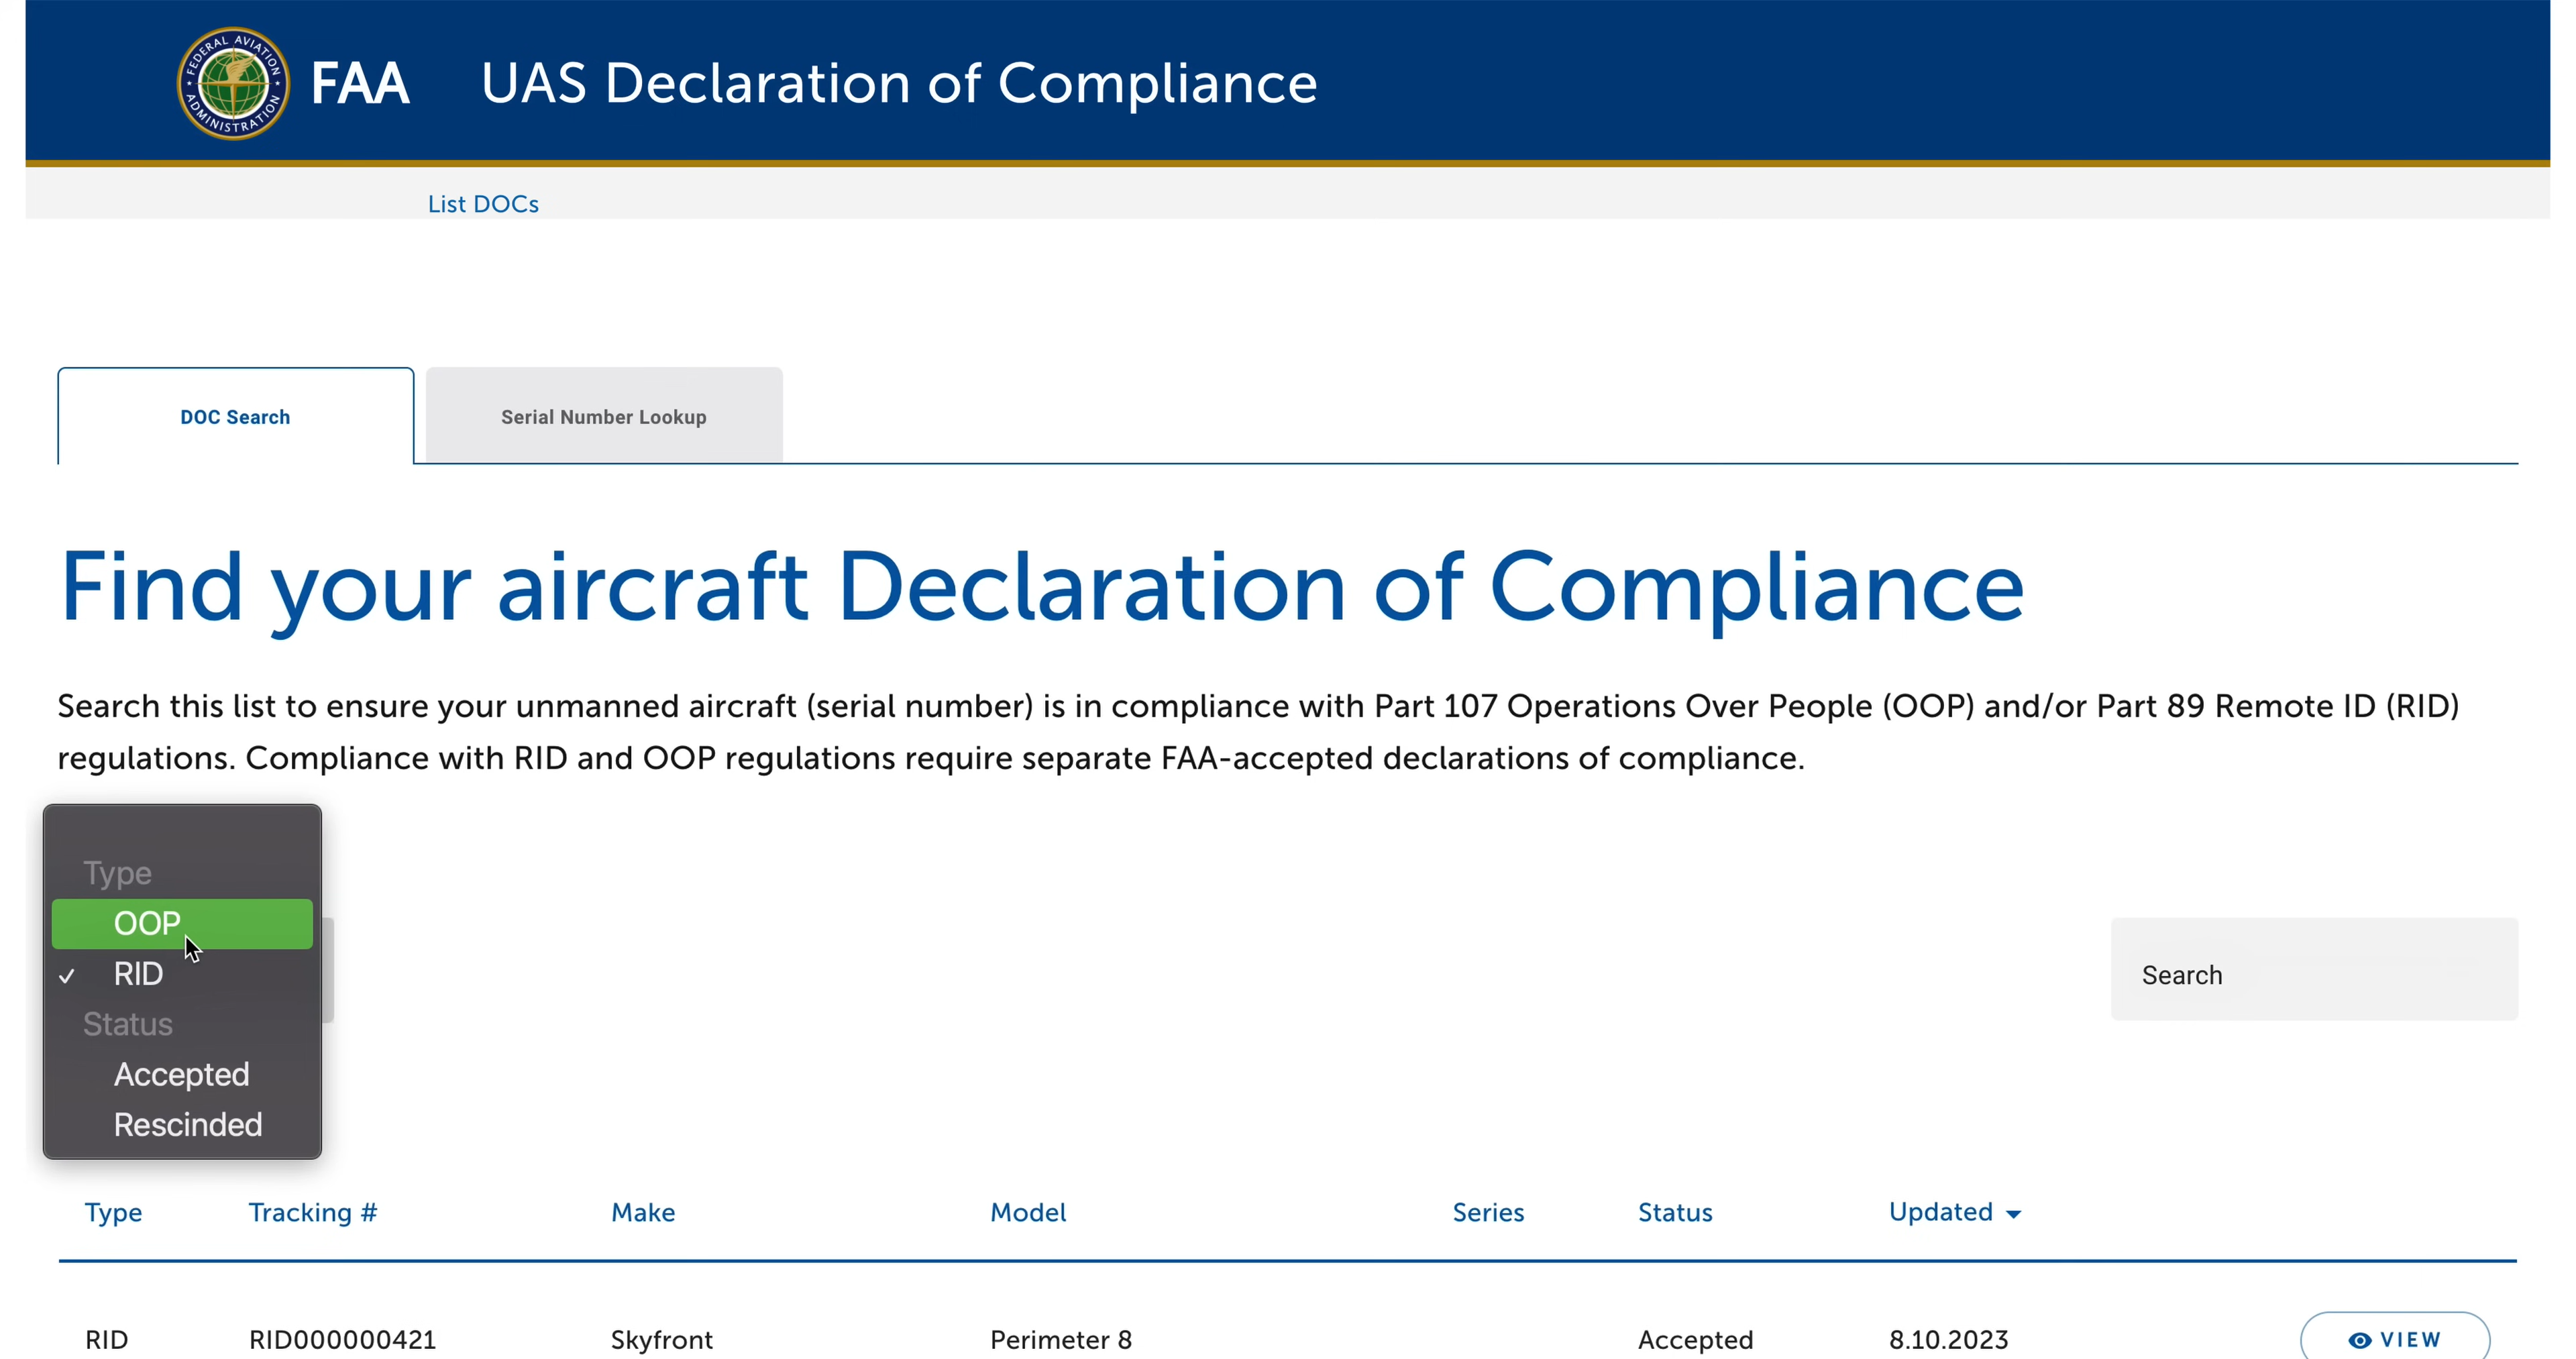 FEDERAL AVIATION ADMINISTRATION
FAA UAS Declaration of Compliance
List DOCs
DOC Search
Serial Number Lookup
Find your aircraft Declaration of Compliance
Search this list to ensure your unmanned aircraft (serial number) is in compliance with Part 107 Operations Over People (OOP) and/or Part 89 Remote ID (RID)
regulations. Compliance with RID and OOP regulations require separate FAA-accepted declarations of compliance.
Type
OOP
✓ RID
Status
Accepted
Rescinded
Search
Type Tracking # Make Model Series Status Updated
RID RID000000421 Skyfront Perimeter 8 Accepted 8.10.2023 VIEW